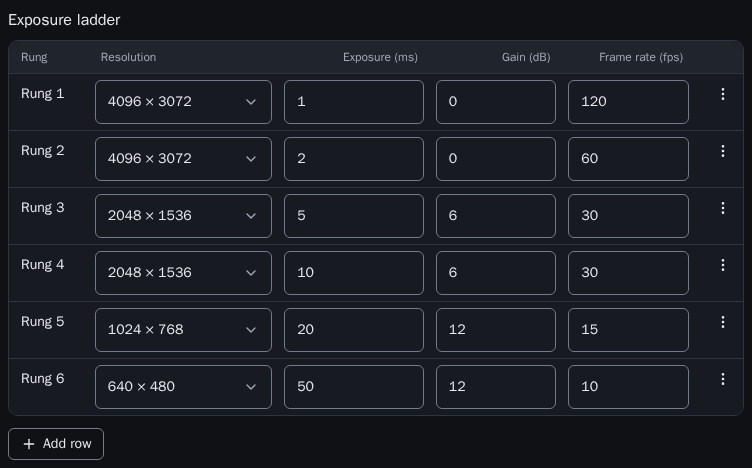 Exposure ladder
Rung Resolution Exposure (ms) Gain (dB) Frame rate (fps)
Rung 1 4096 × 3072 1 0 120
Rung 2 4096 × 3072 2 0 60
Rung 3 2048 × 1536 5 6 30
Rung 4 2048 × 1536 10 6 30
Rung 5 1024 × 768 20 12 15
Rung 6 640 × 480 50 12 10
Add row